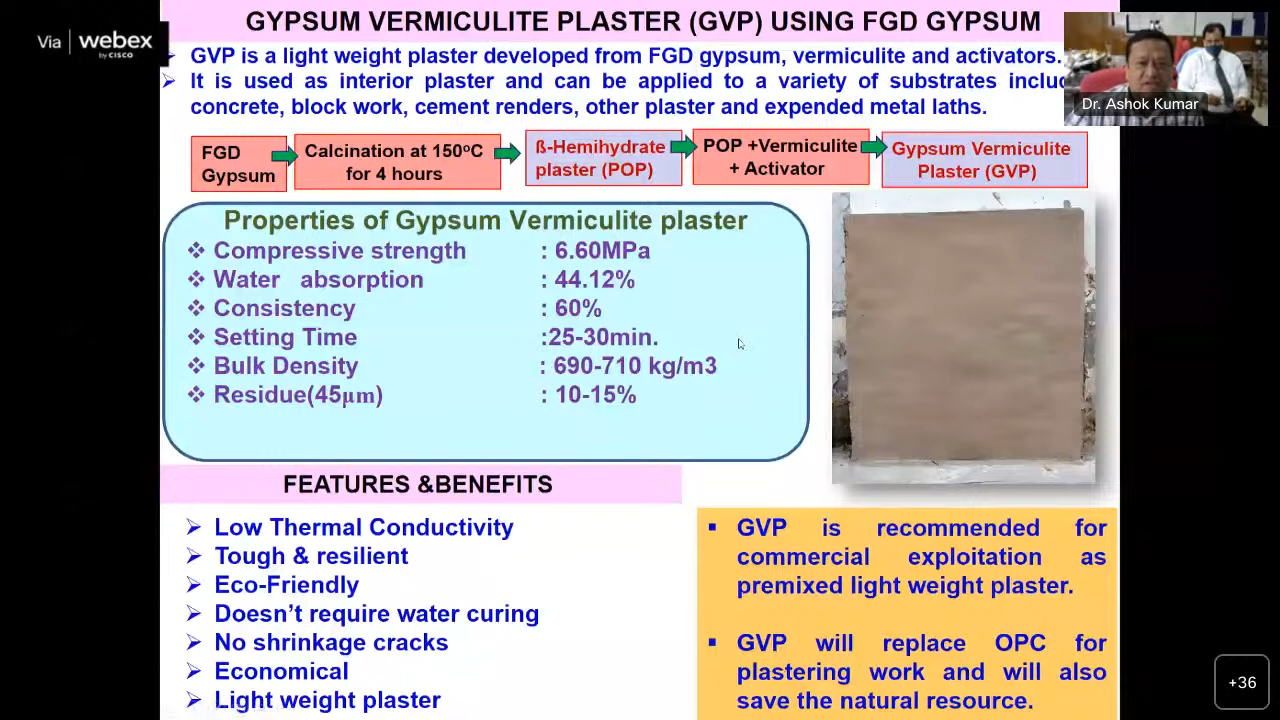 Via | webex
by CISCO
GYPSUM VERMICULITE PLASTER (GVP) USING FGD GYPSUM
GVP is a light weight plaster developed from FGD gypsum, vermiculite and activators.
It is used as interior plaster and can be applied to a variety of substrates
concrete, block work, cement renders, other plaster and expended metal laths.
Dr. Ashok Kumar
FGD
Gypsum
Calcination at 150°C
for 4 hours
ß-Hemihydrate
plaster (POP)
POP +Vermiculite
+ Activator
Gypsum Vermiculite
Plaster (GVP)
Properties of Gypsum Vermiculite plaster
Compressive strength : 6.60MPa
Water absorption : 44.12%
Consistency : 60%
Setting Time :25-30min.
Bulk Density : 690-710 kg/m3
Residue(45µm) : 10-15%
FEATURES &BENEFITS
Low Thermal Conductivity
Tough & resilient
Eco-Friendly
Doesn't require water curing
No shrinkage cracks
Economical
Light weight plaster
GVP is recommended for
commercial exploitation as
premixed light weight plaster.
GVP will replace OPC for
plastering work and will also
save the natural resource.
+36